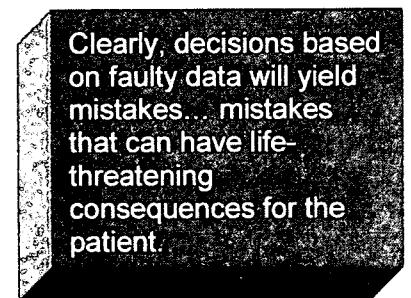 Clearly, decisions based
on faulty data will yield
mistakes... mistakes
that can have life-
threatening
consequences for the
patient.